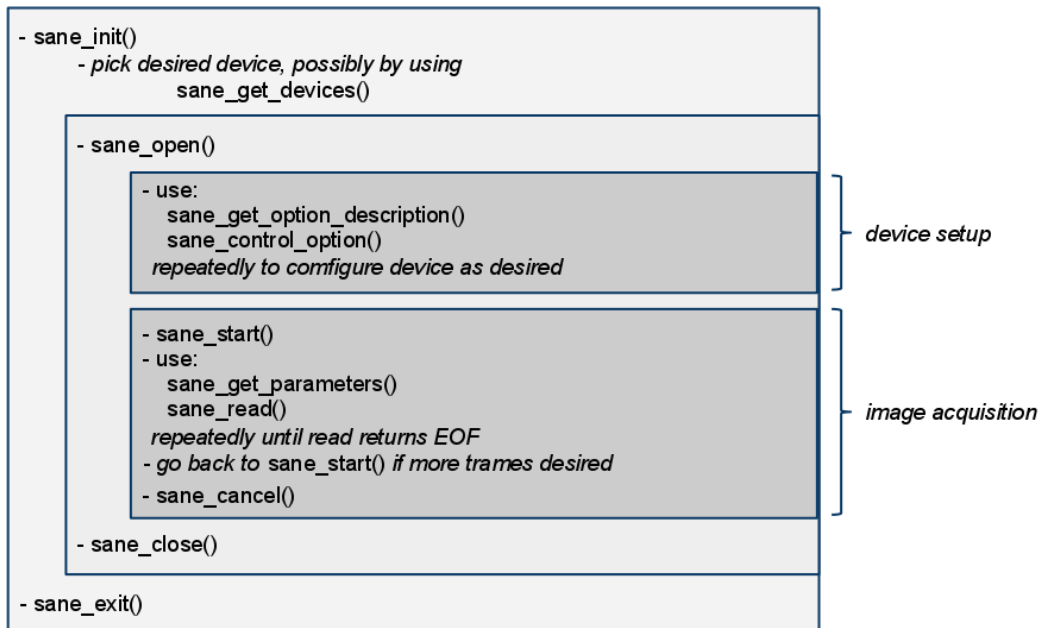 - sane_init()
- pick desired device, possibly by using
sane_get_devices()
- sane_open()
- use:
sane_get_option_description()
sane_control_option()
repeatedly to comfigure device as desired
device setup
- sane_start()
- use:
sane_get_parameters()
sane_read()
repeatedly until read returns EOF
- go back to sane_start() if more trames desired
- sane_cancel()
image acquisition
- sane_close()
- sane_exit()